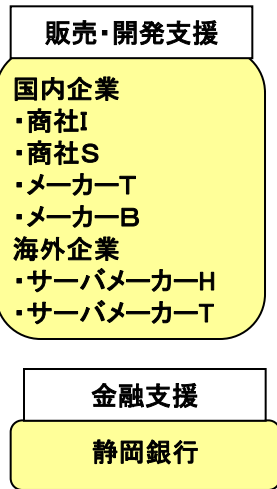 販売・開発支援
国内企業
・商社I
・商社S
・メーカーT
・メーカーB
海外企業
・サーバメーカーH
・サーバメーカーT
金融支援
静岡銀行